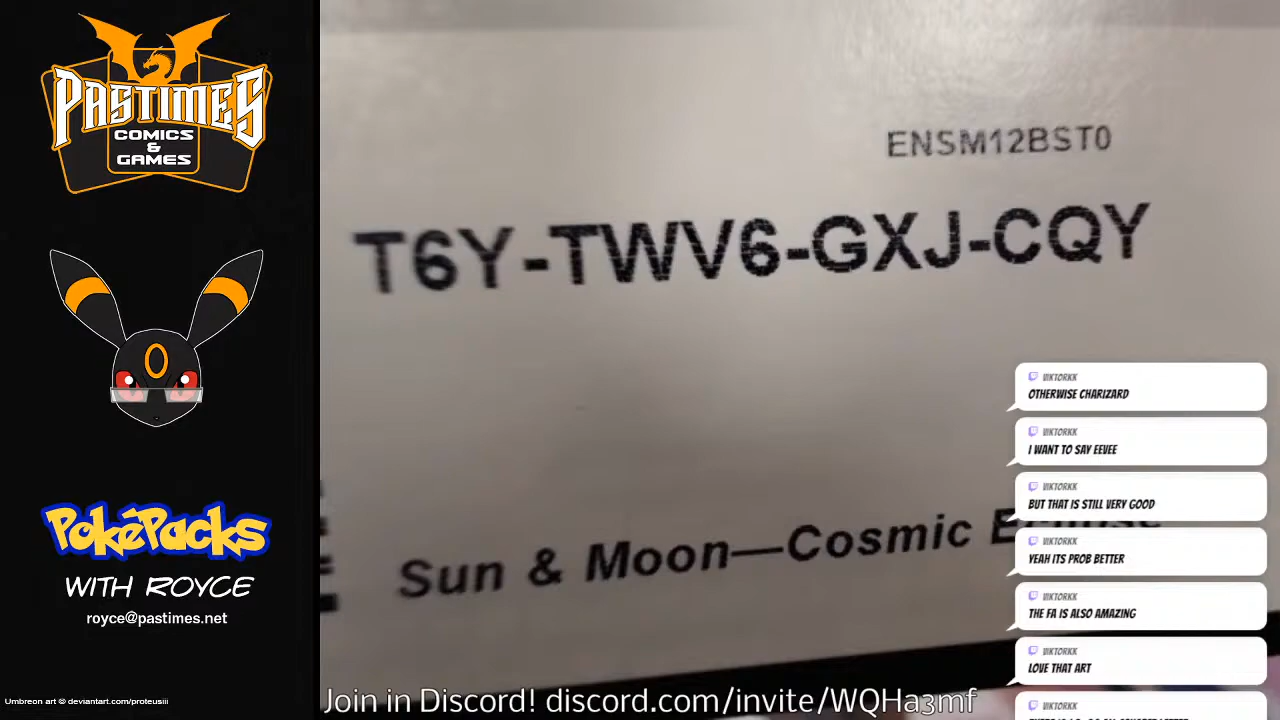 PASTIMES
COMICS
&
GAMES
PokéPacks
WITH ROYCE
royce@pastimes.net
Umbreon art © deviantart.com/proteusiii
ENSM12BST0
T6Y-TWV6-GXJ-CQY
Sun & Moon—Cosmic
VIKTORKK
OTHERWISE CHARIZARD
VIKTORKK
I WANT TO SAY EEVEE
VIKTORKK
BUT THAT IS STILL VERY GOOD
VIKTORKK
YEAH ITS PROB BETTER
VIKTORKK
THE FA IS ALSO AMAZING
VIKTORKK
LOVE THAT ART
VIKTORKK
Join in Discord! discord.com/invite/WQHa3mf